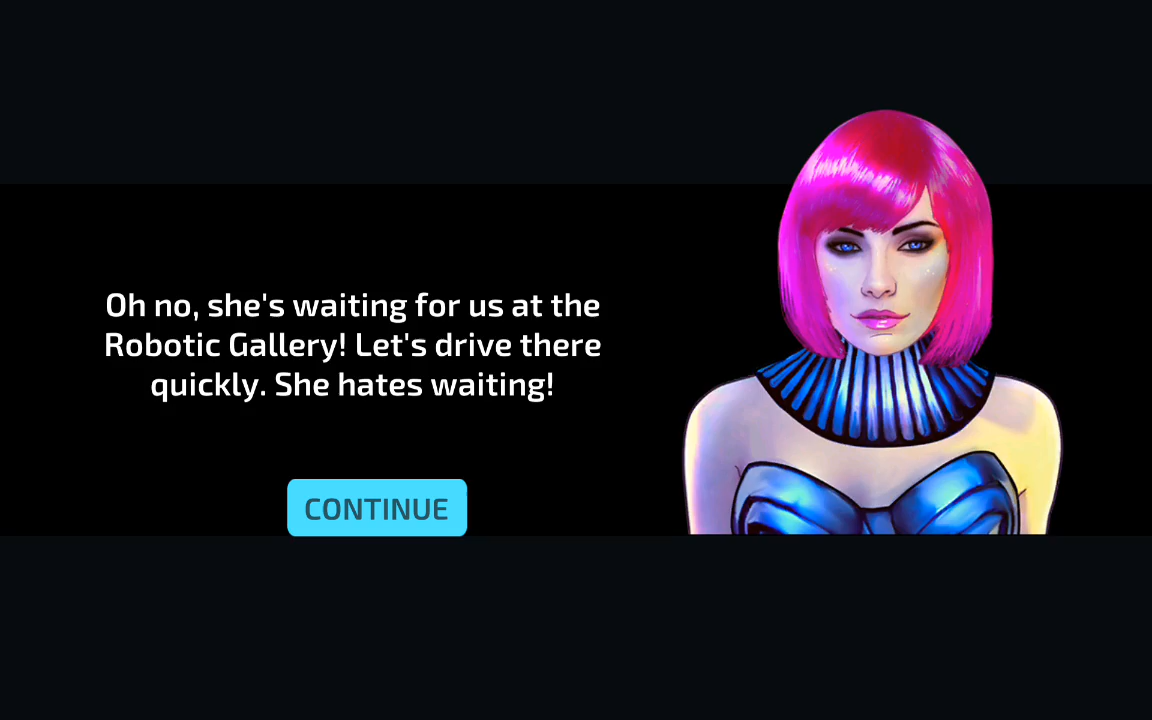 Oh no, she's waiting for us at the
Robotic Gallery! Let's drive there
quickly. She hates waiting!
CONTINUE